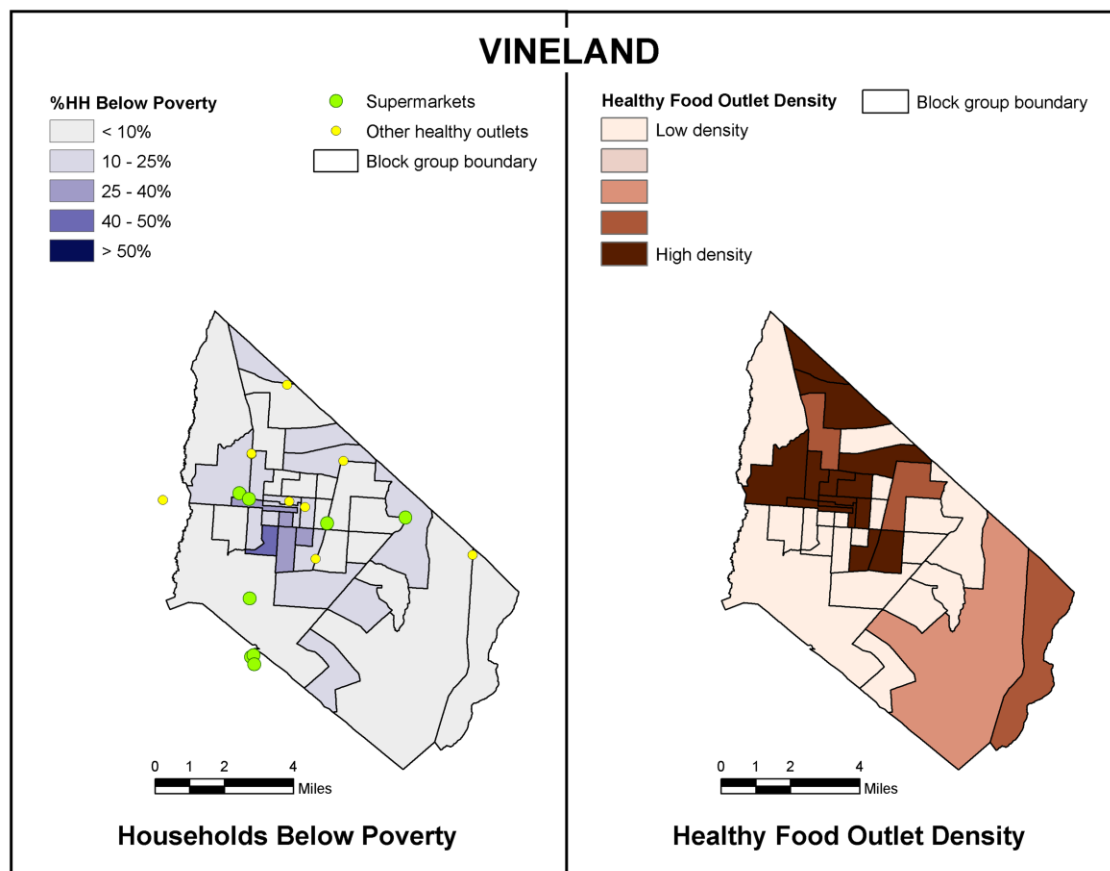 VINELAND
%HH Below Poverty
< 10%
10 - 25%
25 - 40%
40 - 50%
> 50%
Supermarkets
Other healthy outlets
Block group boundary
Healthy Food Outlet Density
Low density
High density
Block group boundary
0 1 2 4
Miles
Households Below Poverty
0 1 2 4
Miles
Healthy Food Outlet Density